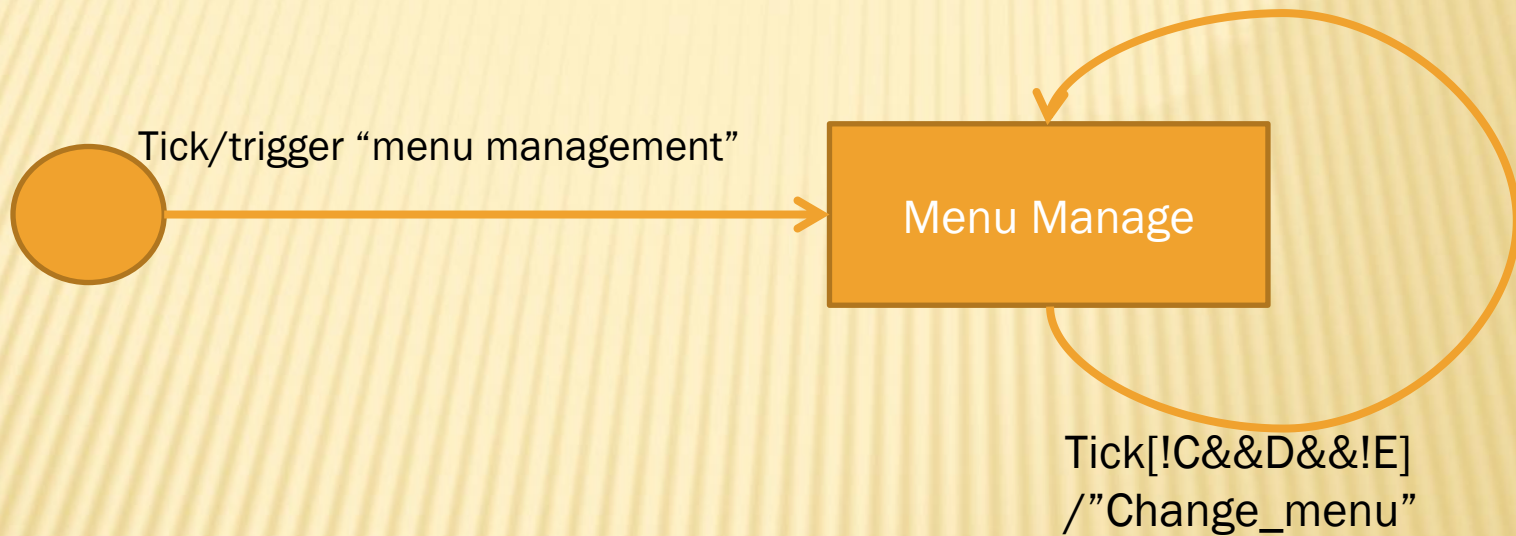 Tick/trigger “menu management”
Menu Manage
Tick[!C&&D&&!E]
/”Change_menu”